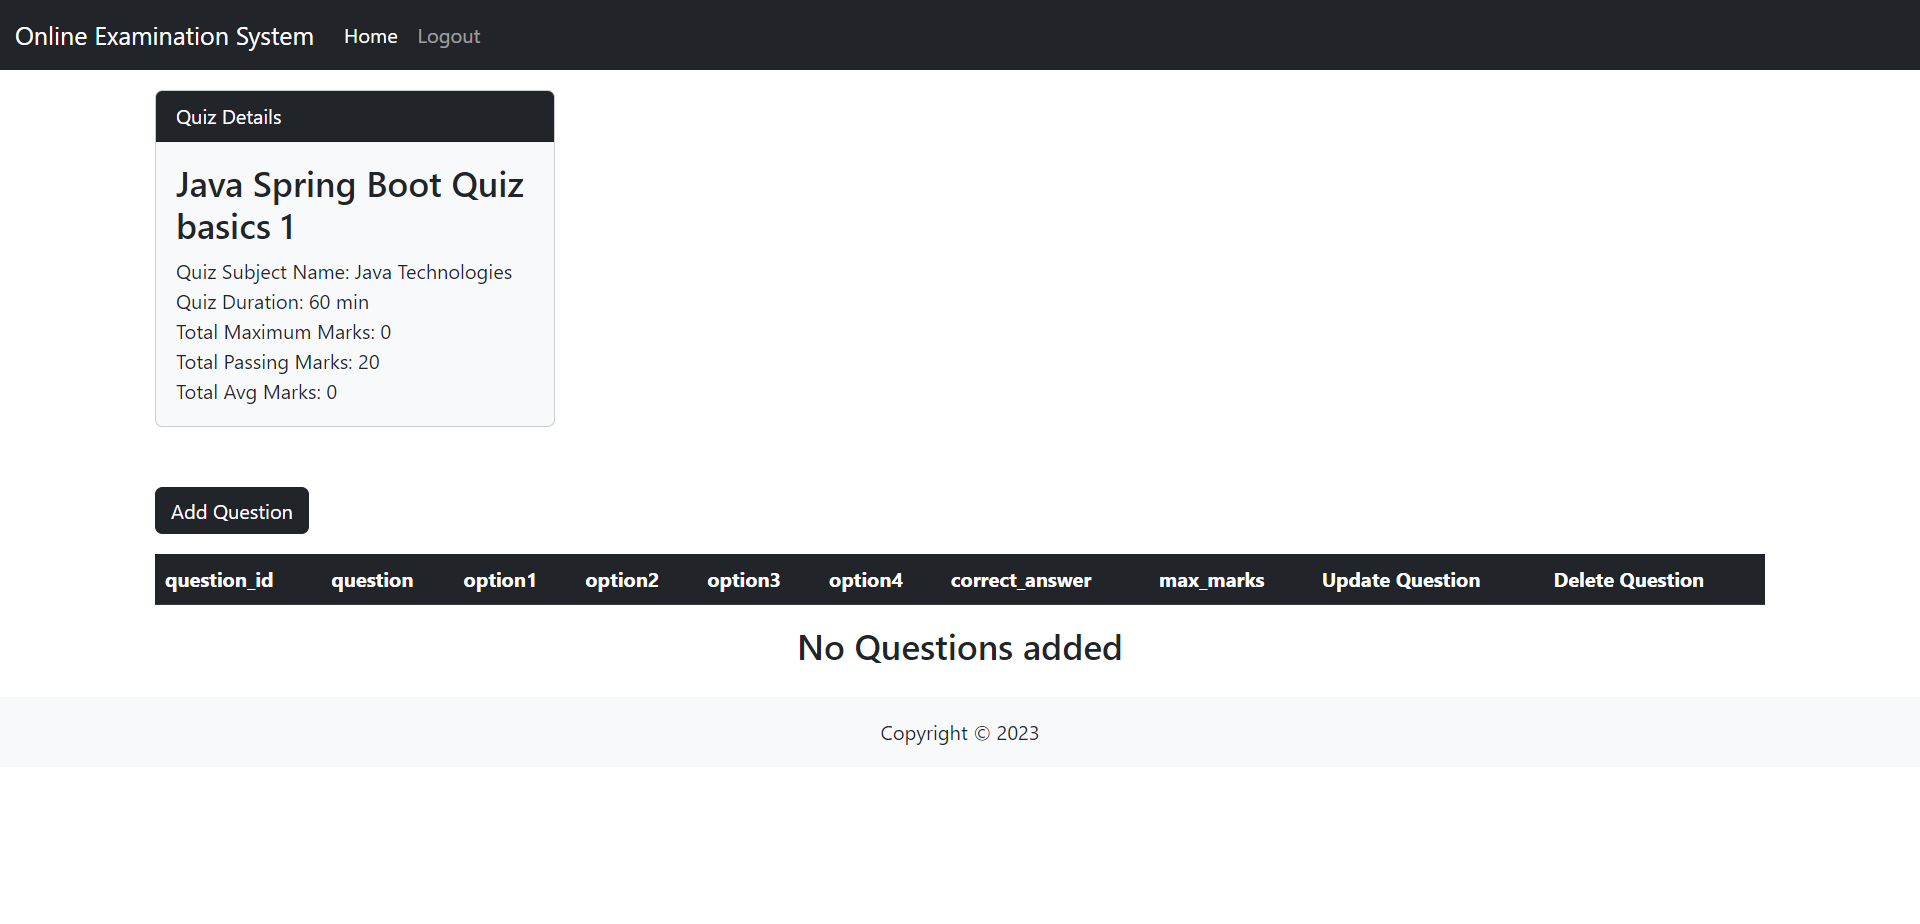 Online Examination System Home Logout
Quiz Details
Java Spring Boot Quiz
basics 1
Quiz Subject Name: Java Technologies
Quiz Duration: 60 min
Total Maximum Marks: 0
Total Passing Marks: 20
Total Avg Marks: 0
Add Question
question_id question option1 option2 option3 option4 correct_answer max_marks Update Question Delete Question
No Questions added
Copyright © 2023